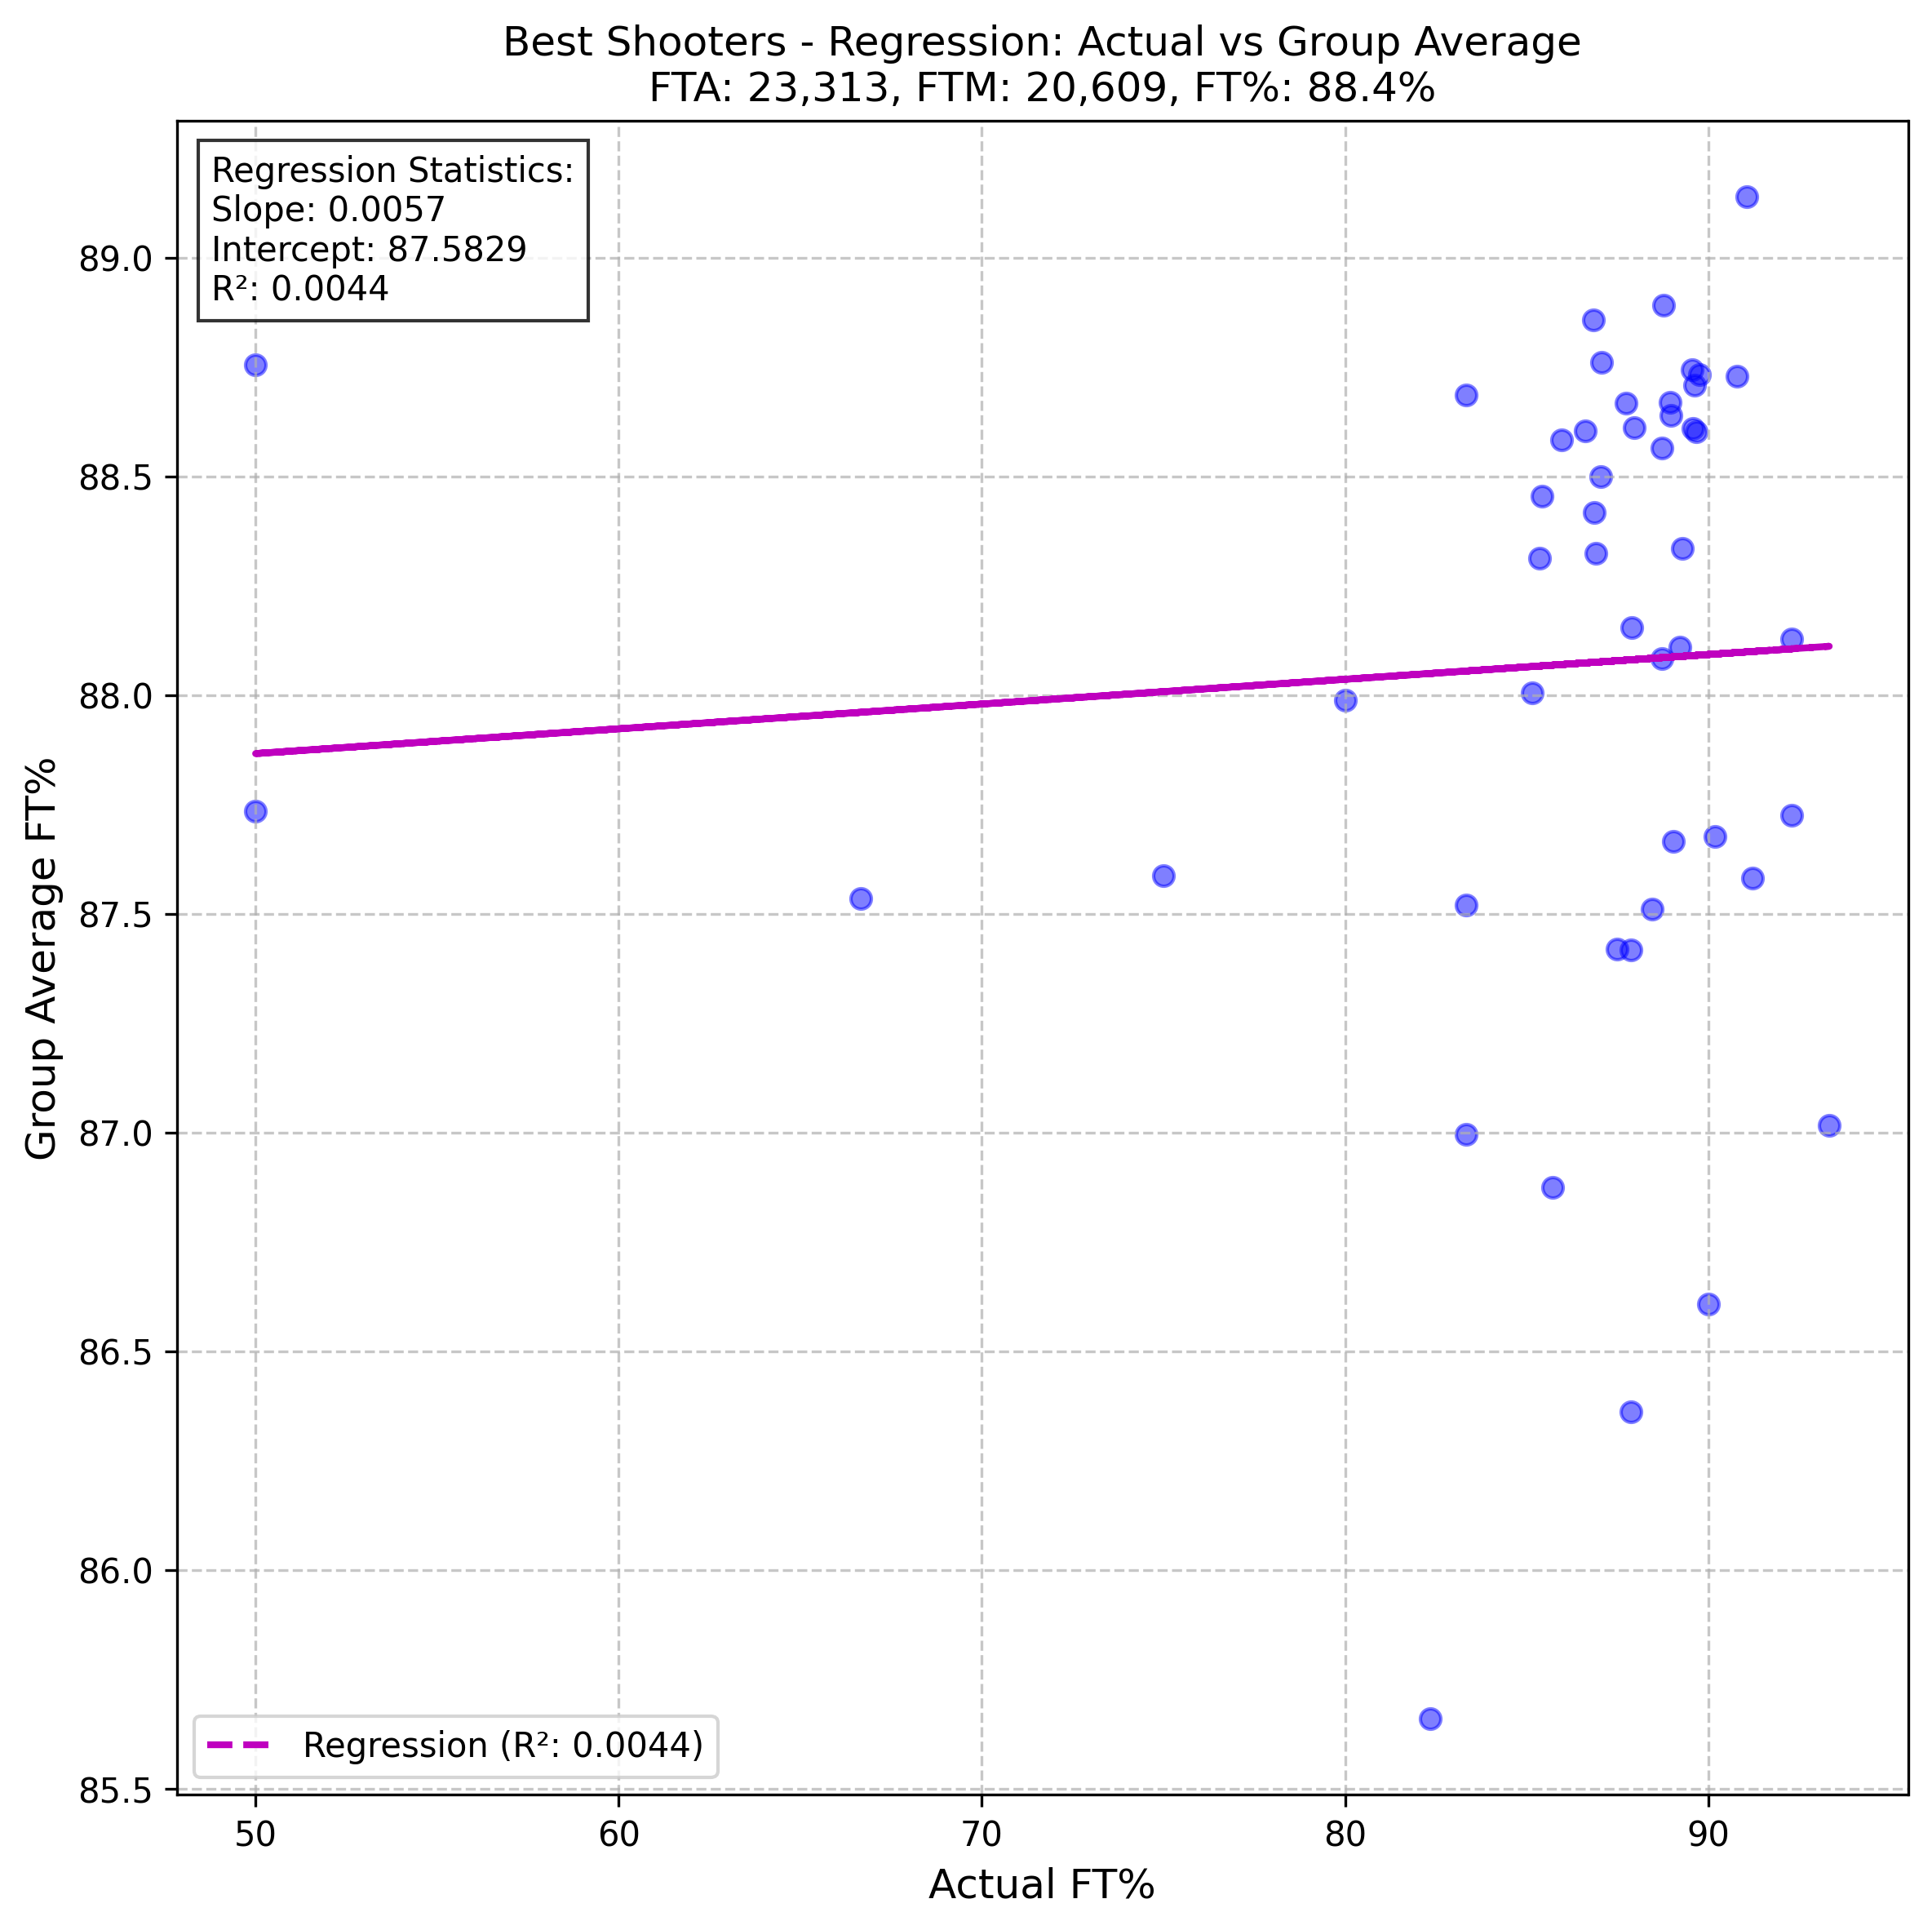 Best Shooters - Regression: Actual vs Group Average
FTA: 23,313, FTM: 20,609, FT%: 88.4%
Regression Statistics:
Slope: 0.0057
Intercept: 87.5829
R²: 0.0044
89.0
88.5
88.0
87.5
87.0
86.5
86.0
85.5
Group Average FT%
Regression (R²: 0.0044)
50 60 70 80 90
Actual FT%